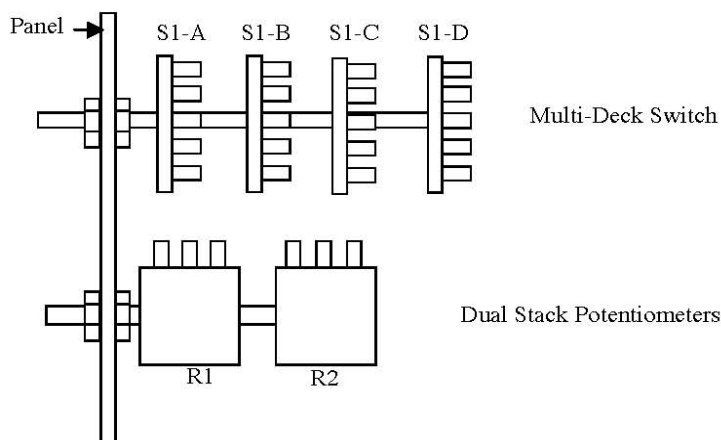 Panel
S1-A S1-B S1-C S1-D
Multi-Deck Switch
Dual Stack Potentiometers
R1 R2